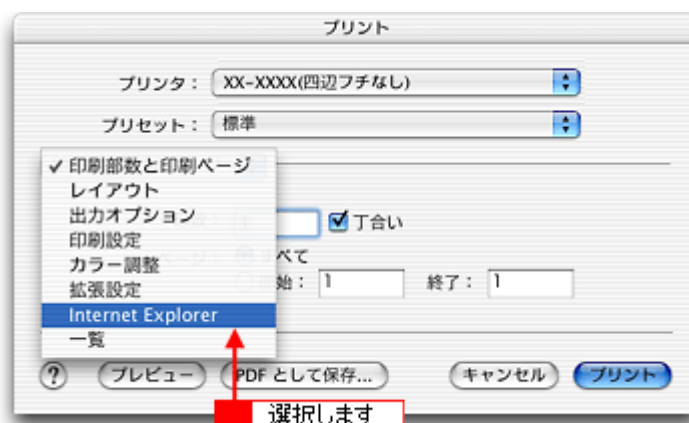 プリント
プリンタ： XX-XXXX(四辺フチなし)
プリセット： 標準
✓ 印刷部数と印刷ページ
レイアウト
出力オプション
印刷設定
カラー調整
拡張設定
Internet Explorer
一覧
1 丁合い
すべて
始： 1 終了： 1
? プレビュー PDF として保存... キャンセル プリント
選択します